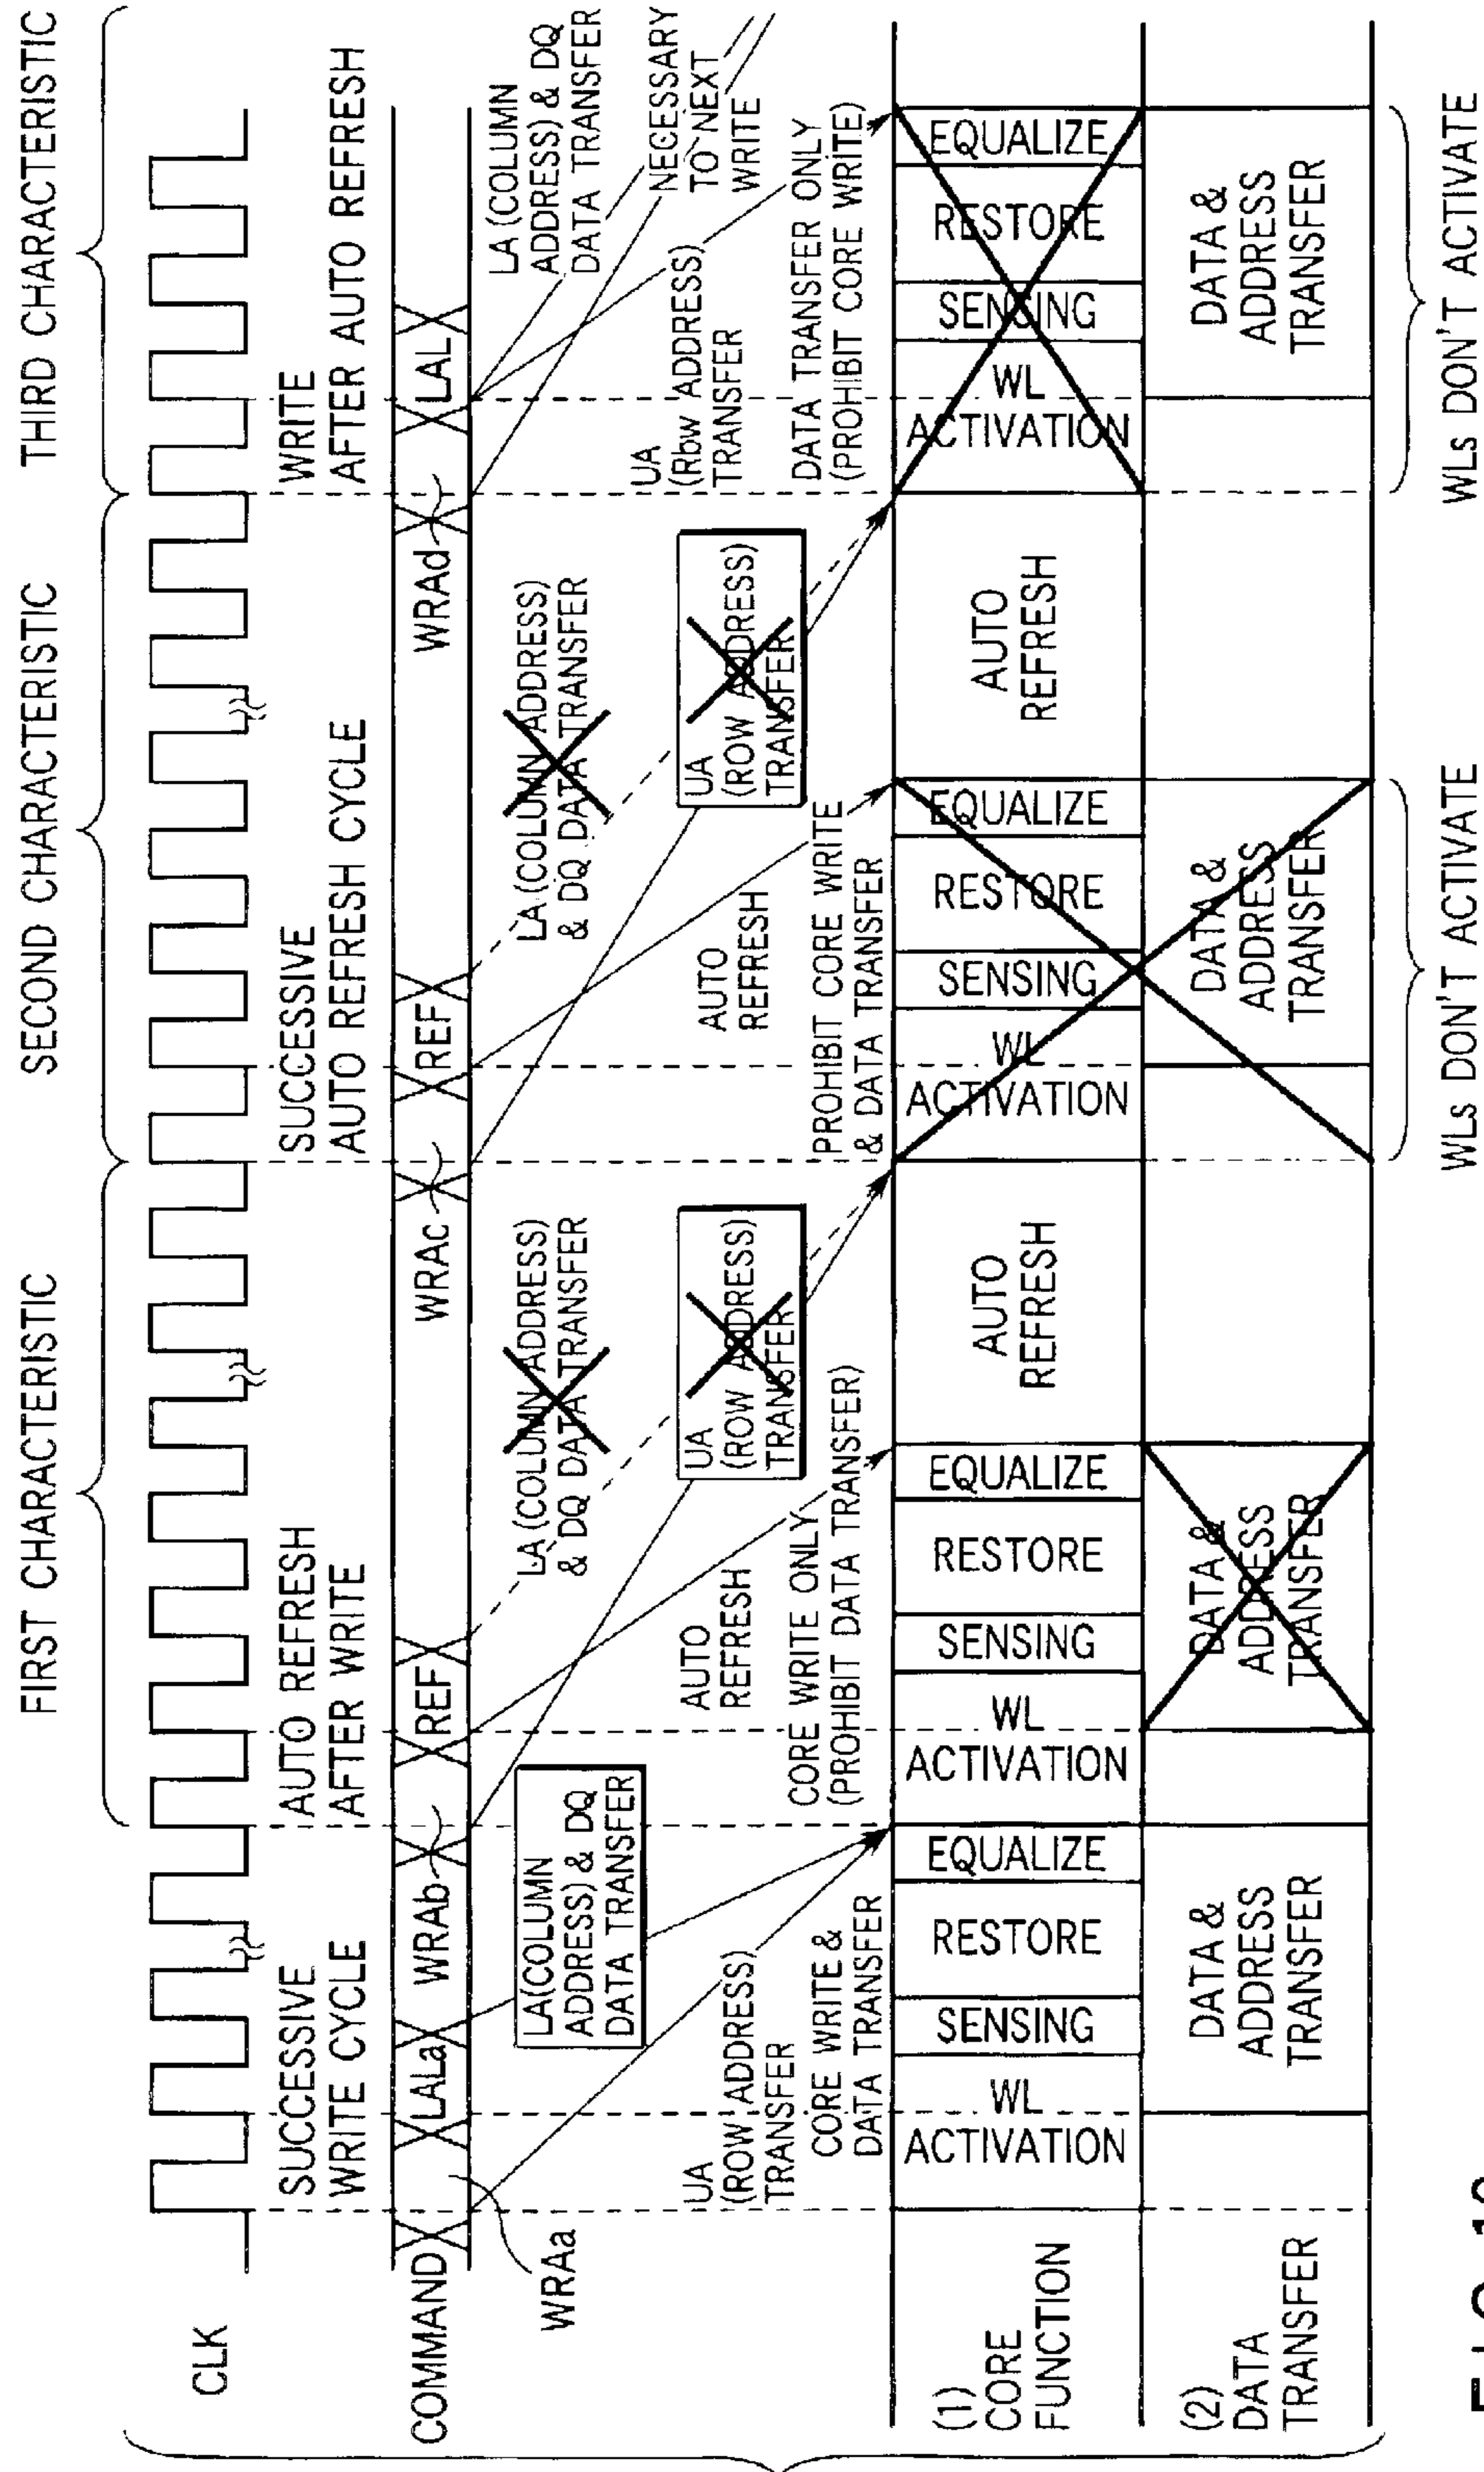 FIRST CHARACTERISTIC
SECOND CHARACTERISTIC
THIRD CHARACTERISTIC
CLK
SUCCESSIVE
WRITE CYCLE
AUTO REFRESH
AFTER WRITE
SUCCESSIVE
AUTO REFRESH CYCLE
WRITE
AFTER AUTO REFRESH
COMMAND
LALa
WRAb
REF
WRAc
REF
WRAd
LAL
WRAa
LA(COLUMN
ADDRESS) & DQ
DATA TRANSFER
LA (COLUMN ADDRESS)
& DQ DATA TRANSFER
LA (COLUMN ADDRESS)
& DQ DATA TRANSFER
LA (COLUMN
ADDRESS) & DQ
DATA TRANSFER
UA
(ROW ADDRESS)
TRANSFER
AUTO
REFRESH
UA
(ROW ADDRESS)
TRANSFER
AUTO
REFRESH
UA
(ROW ADDRESS)
TRANSFER
UA
(Rbw ADDRESS)
TRANSFER
NECESSARY
TO NEXT
WRITE
CORE WRITE &
DATA TRANSFER
CORE WRITE ONLY
(PROHIBIT DATA TRANSFER)
PROHIBIT CORE WRITE
& DATA TRANSFER
DATA TRANSFER ONLY
(PROHIBIT CORE WRITE)
(1)
CORE
FUNCTION
WL
ACTIVATION
SENSING
RESTORE
EQUALIZE
WL
ACTIVATION
SENSING
RESTORE
EQUALIZE
AUTO
REFRESH
WL
ACTIVATION
SENSING
RESTORE
EQUALIZE
AUTO
REFRESH
WL
ACTIVATION
SENSING
RESTORE
EQUALIZE
(2)
DATA
TRANSFER
DATA &
ADDRESS
TRANSFER
DATA &
ADDRESS
TRANSFER
DATA &
ADDRESS
TRANSFER
DATA &
ADDRESS
TRANSFER
WLs DON'T ACTIVATE
WLs DON'T ACTIVATE